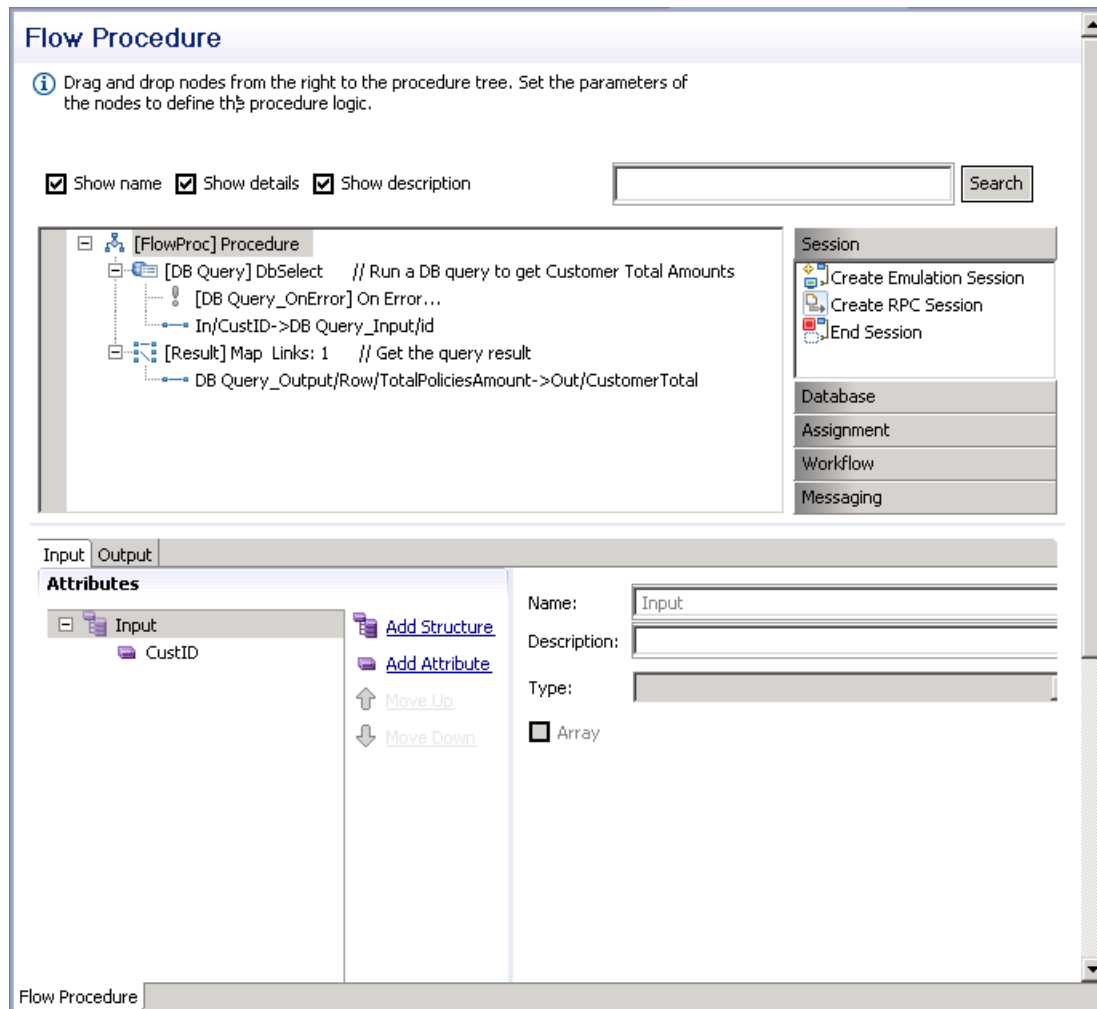 Flow Procedure
Drag and drop nodes from the right to the procedure tree. Set the parameters of
the nodes to define the procedure logic.
Show name Show details Show description Search
[FlowProc] Procedure
[DB Query] DbSelect // Run a DB query to get Customer Total Amounts
[DB Query_OnError] On Error...
In/CustID->DB Query_Input/id
[Result] Map Links: 1 // Get the query result
DB Query_Output/Row/TotalPoliciesAmount->Out/CustomerTotal
Session
Create Emulation Session
Create RPC Session
End Session
Database
Assignment
Workflow
Messaging
Input Output
Attributes
Input
CustID
Add Structure
Add Attribute
Move Up
Move Down
Name: Input
Description:
Type:
Array
Flow Procedure